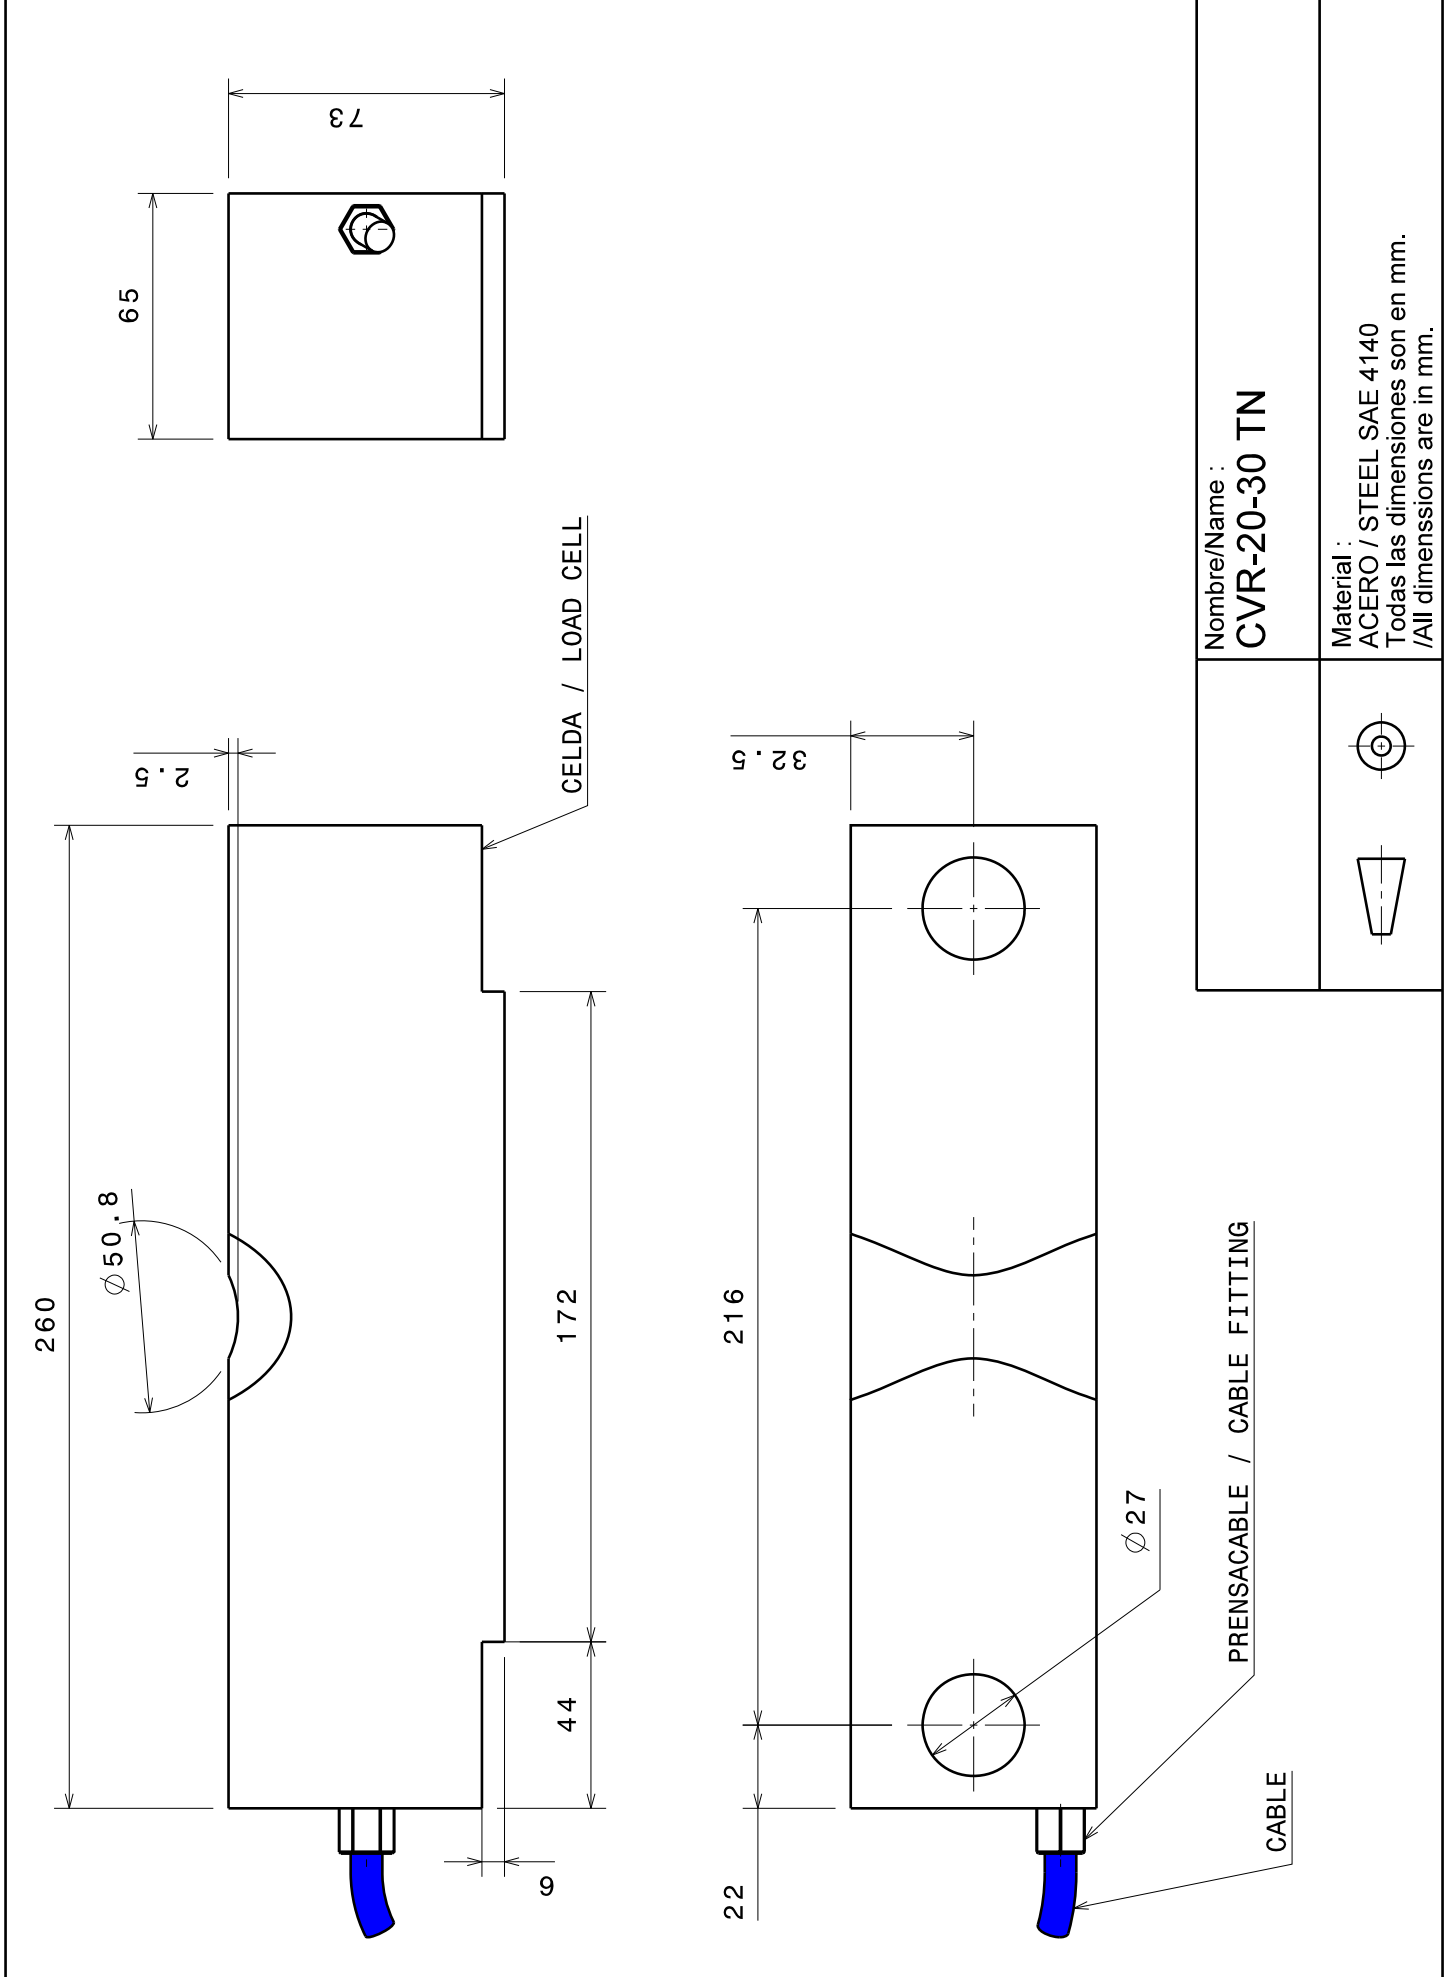 260
Ø50.8
2.5
65
73
6
44
172
CELDA / LOAD CELL
22
216
32.5
Ø27
PRENSACABLE / CABLE FITTING
CABLE
Nombre/Name :
CVR-20-30 TN
Material :
ACERO / STEEL SAE 4140
Todas las dimensiones son en mm.
/All dimenssions are in mm.